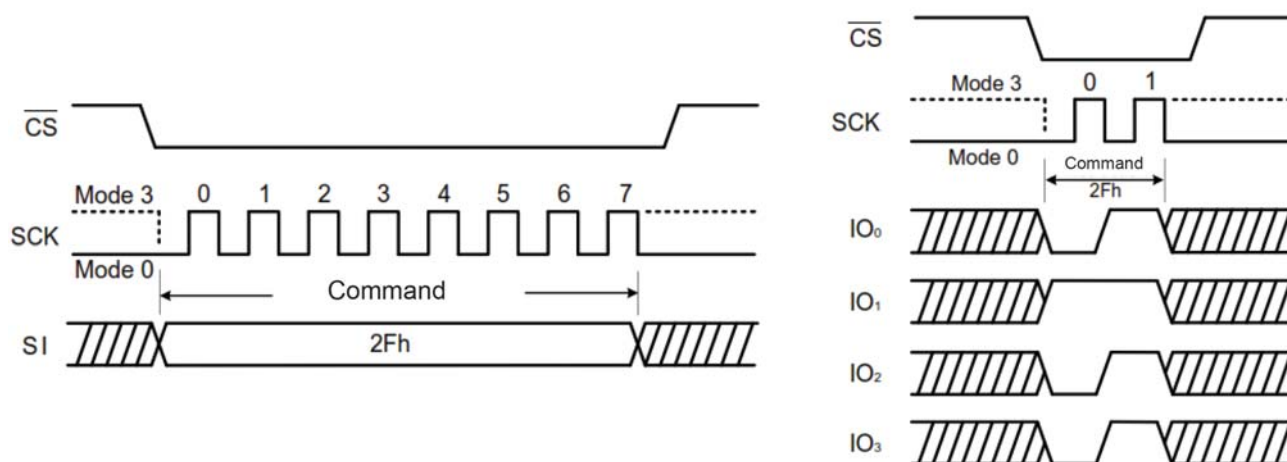 CS
Mode 3 0 1 2 3 4 5 6 7
SCK
Mode 0
Command
SI 2Fh
CS
Mode 3 0 1
SCK
Mode 0 Command
2Fh
IO₀
IO₁
IO₂
IO₃